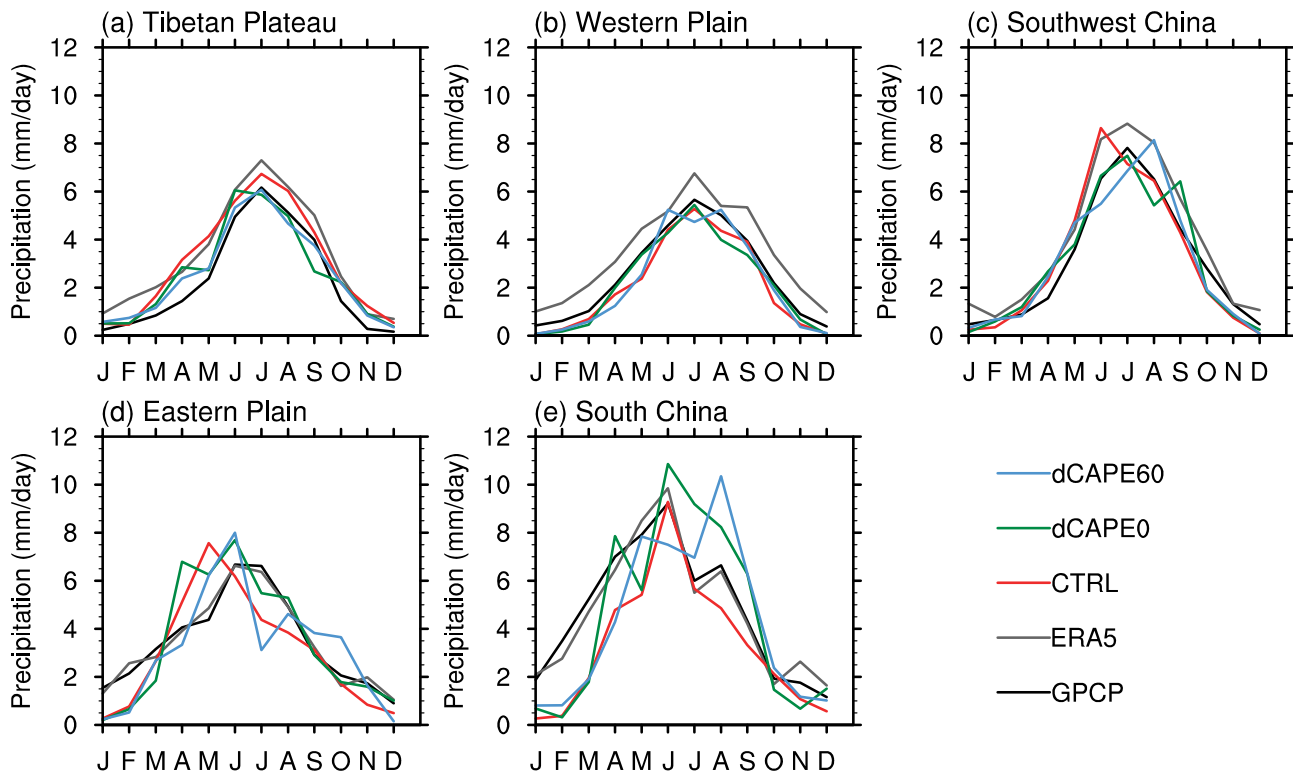 (a) Tibetan Plateau
Precipitation (mm/day)
12
10
8
6
4
2
0
J F M A M J J A S O N D
(b) Western Plain
Precipitation (mm/day)
12
10
8
6
4
2
0
J F M A M J J A S O N D
(c) Southwest China
Precipitation (mm/day)
12
10
8
6
4
2
0
J F M A M J J A S O N D
(d) Eastern Plain
Precipitation (mm/day)
12
10
8
6
4
2
0
J F M A M J J A S O N D
(e) South China
Precipitation (mm/day)
12
10
8
6
4
2
0
J F M A M J J A S O N D
dCAPE60
dCAPE0
CTRL
ERA5
GPCP